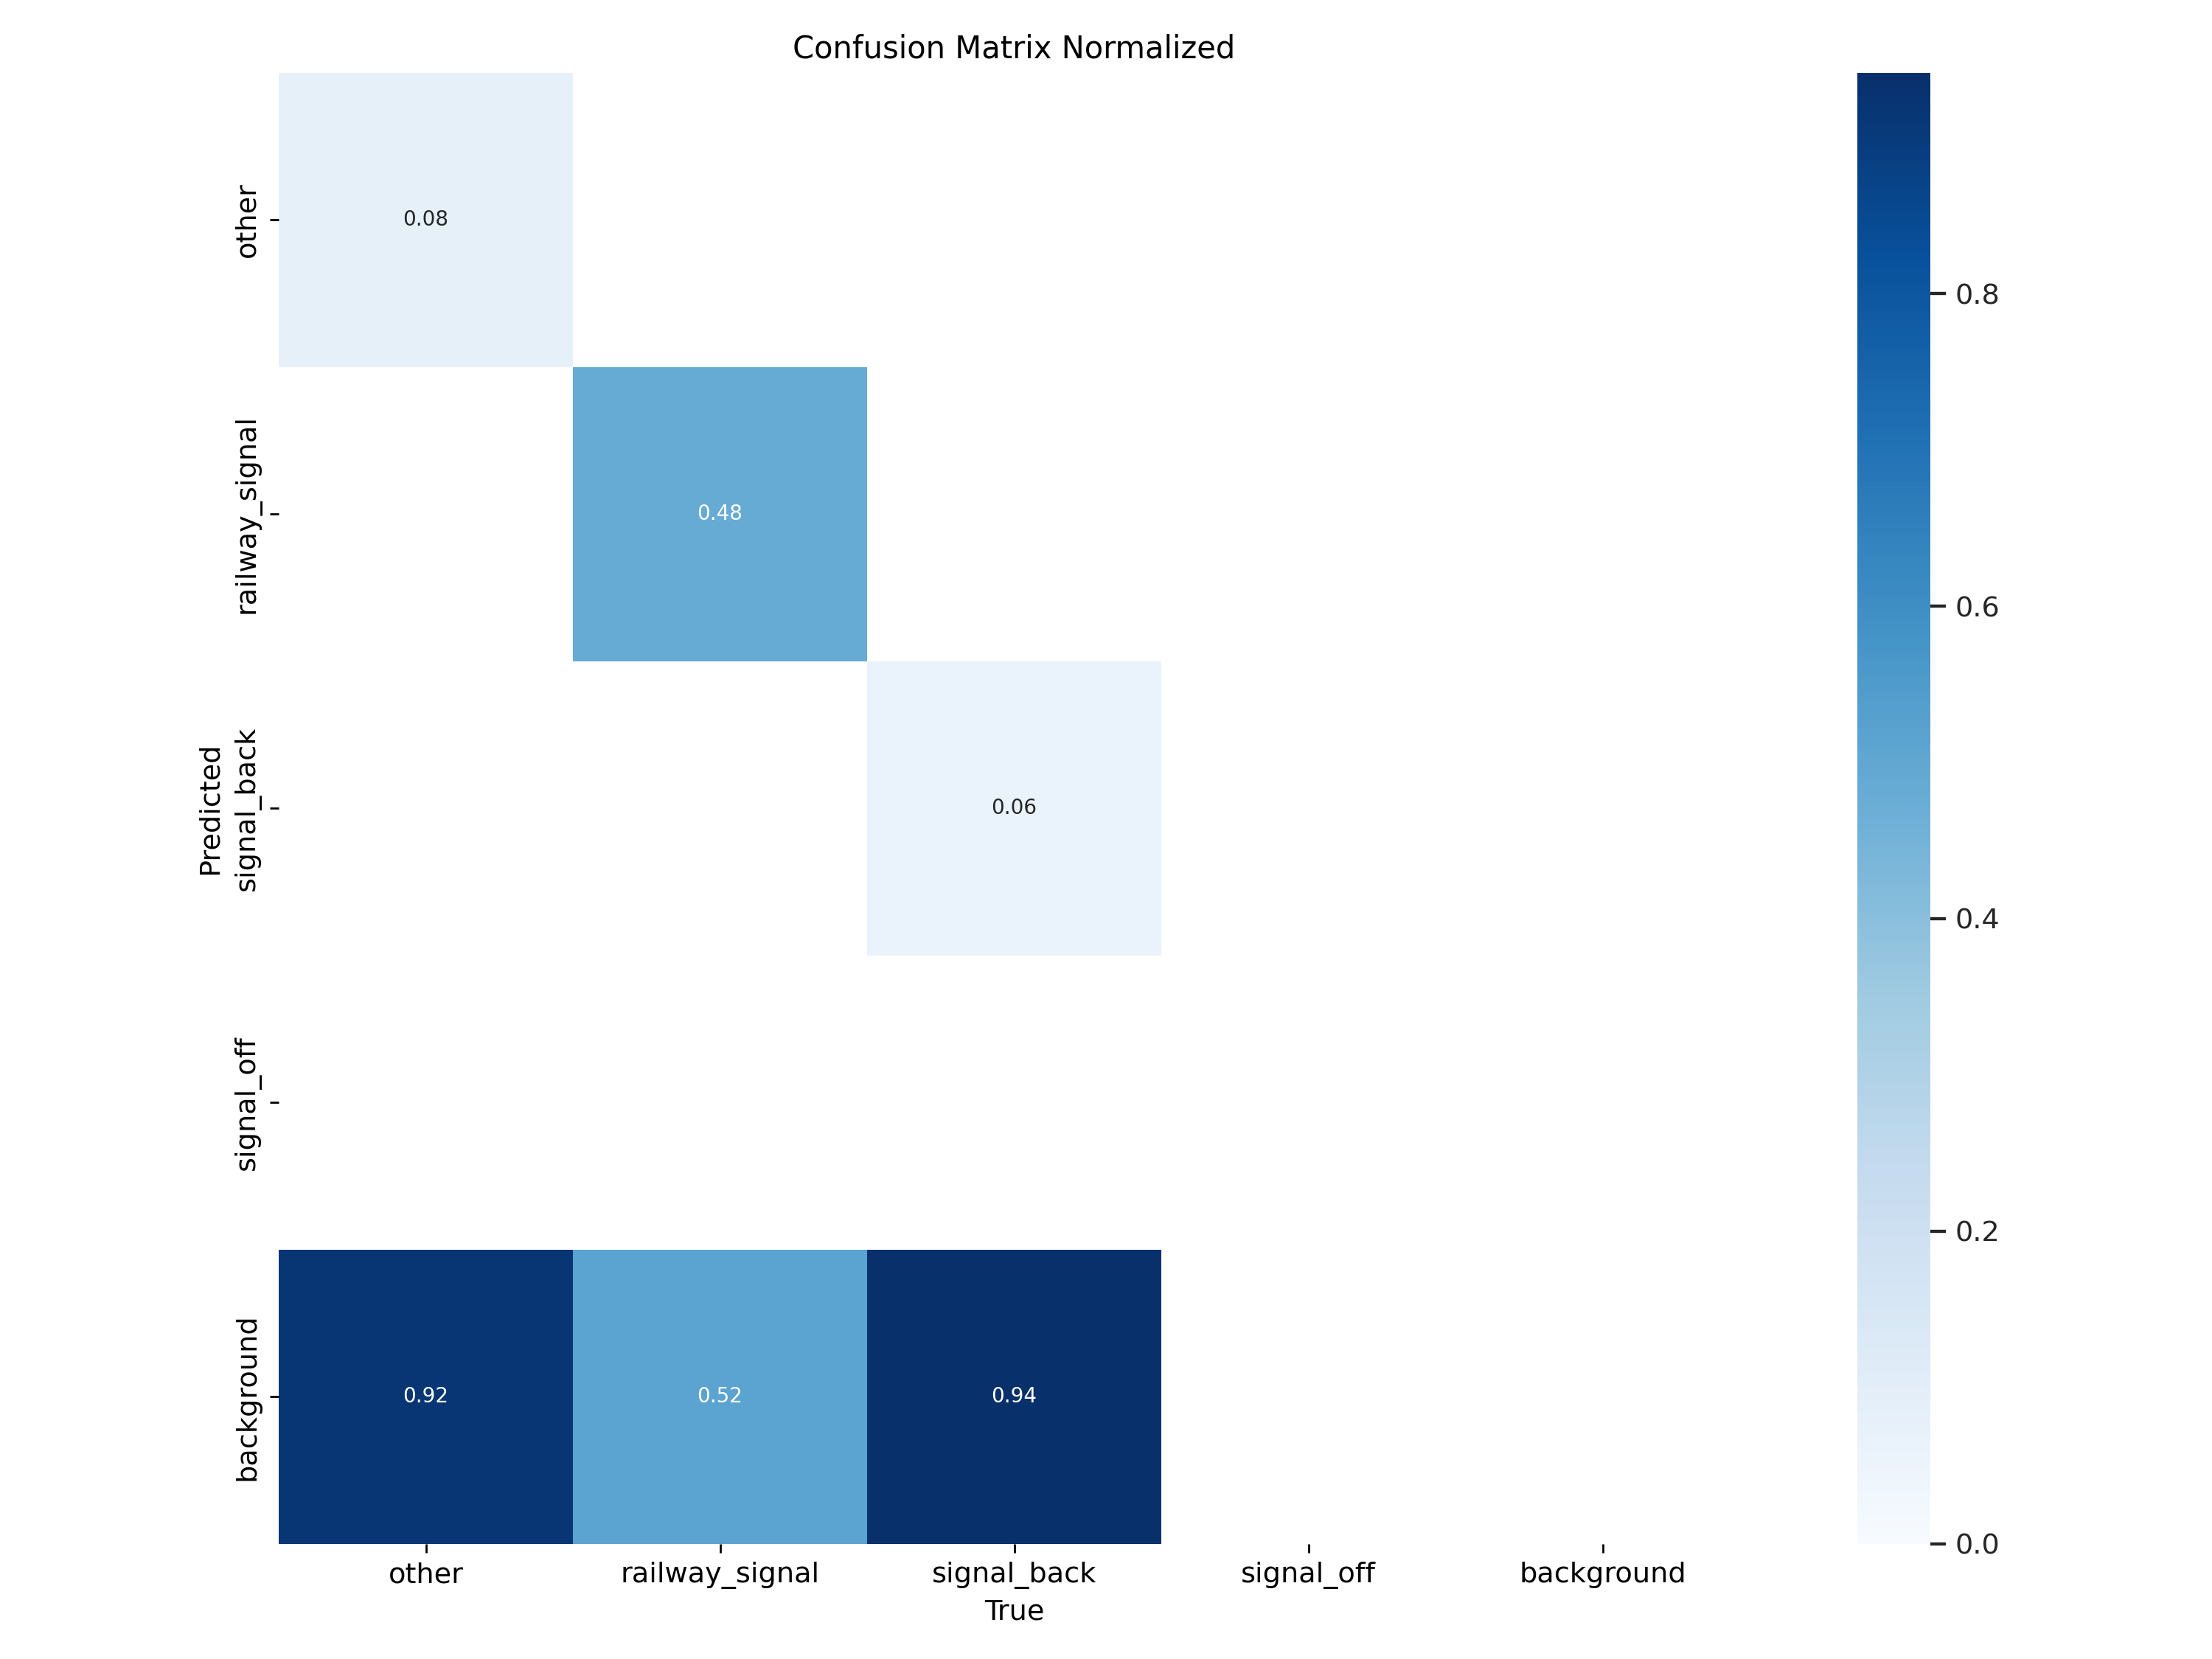 Confusion Matrix Normalized
other
0.08
railway_signal
0.48
signal_back
0.06
signal_off
background
0.92
0.52
0.94
Predicted
other
railway_signal
signal_back
signal_off
background
True
0.8
0.6
0.4
0.2
0.0